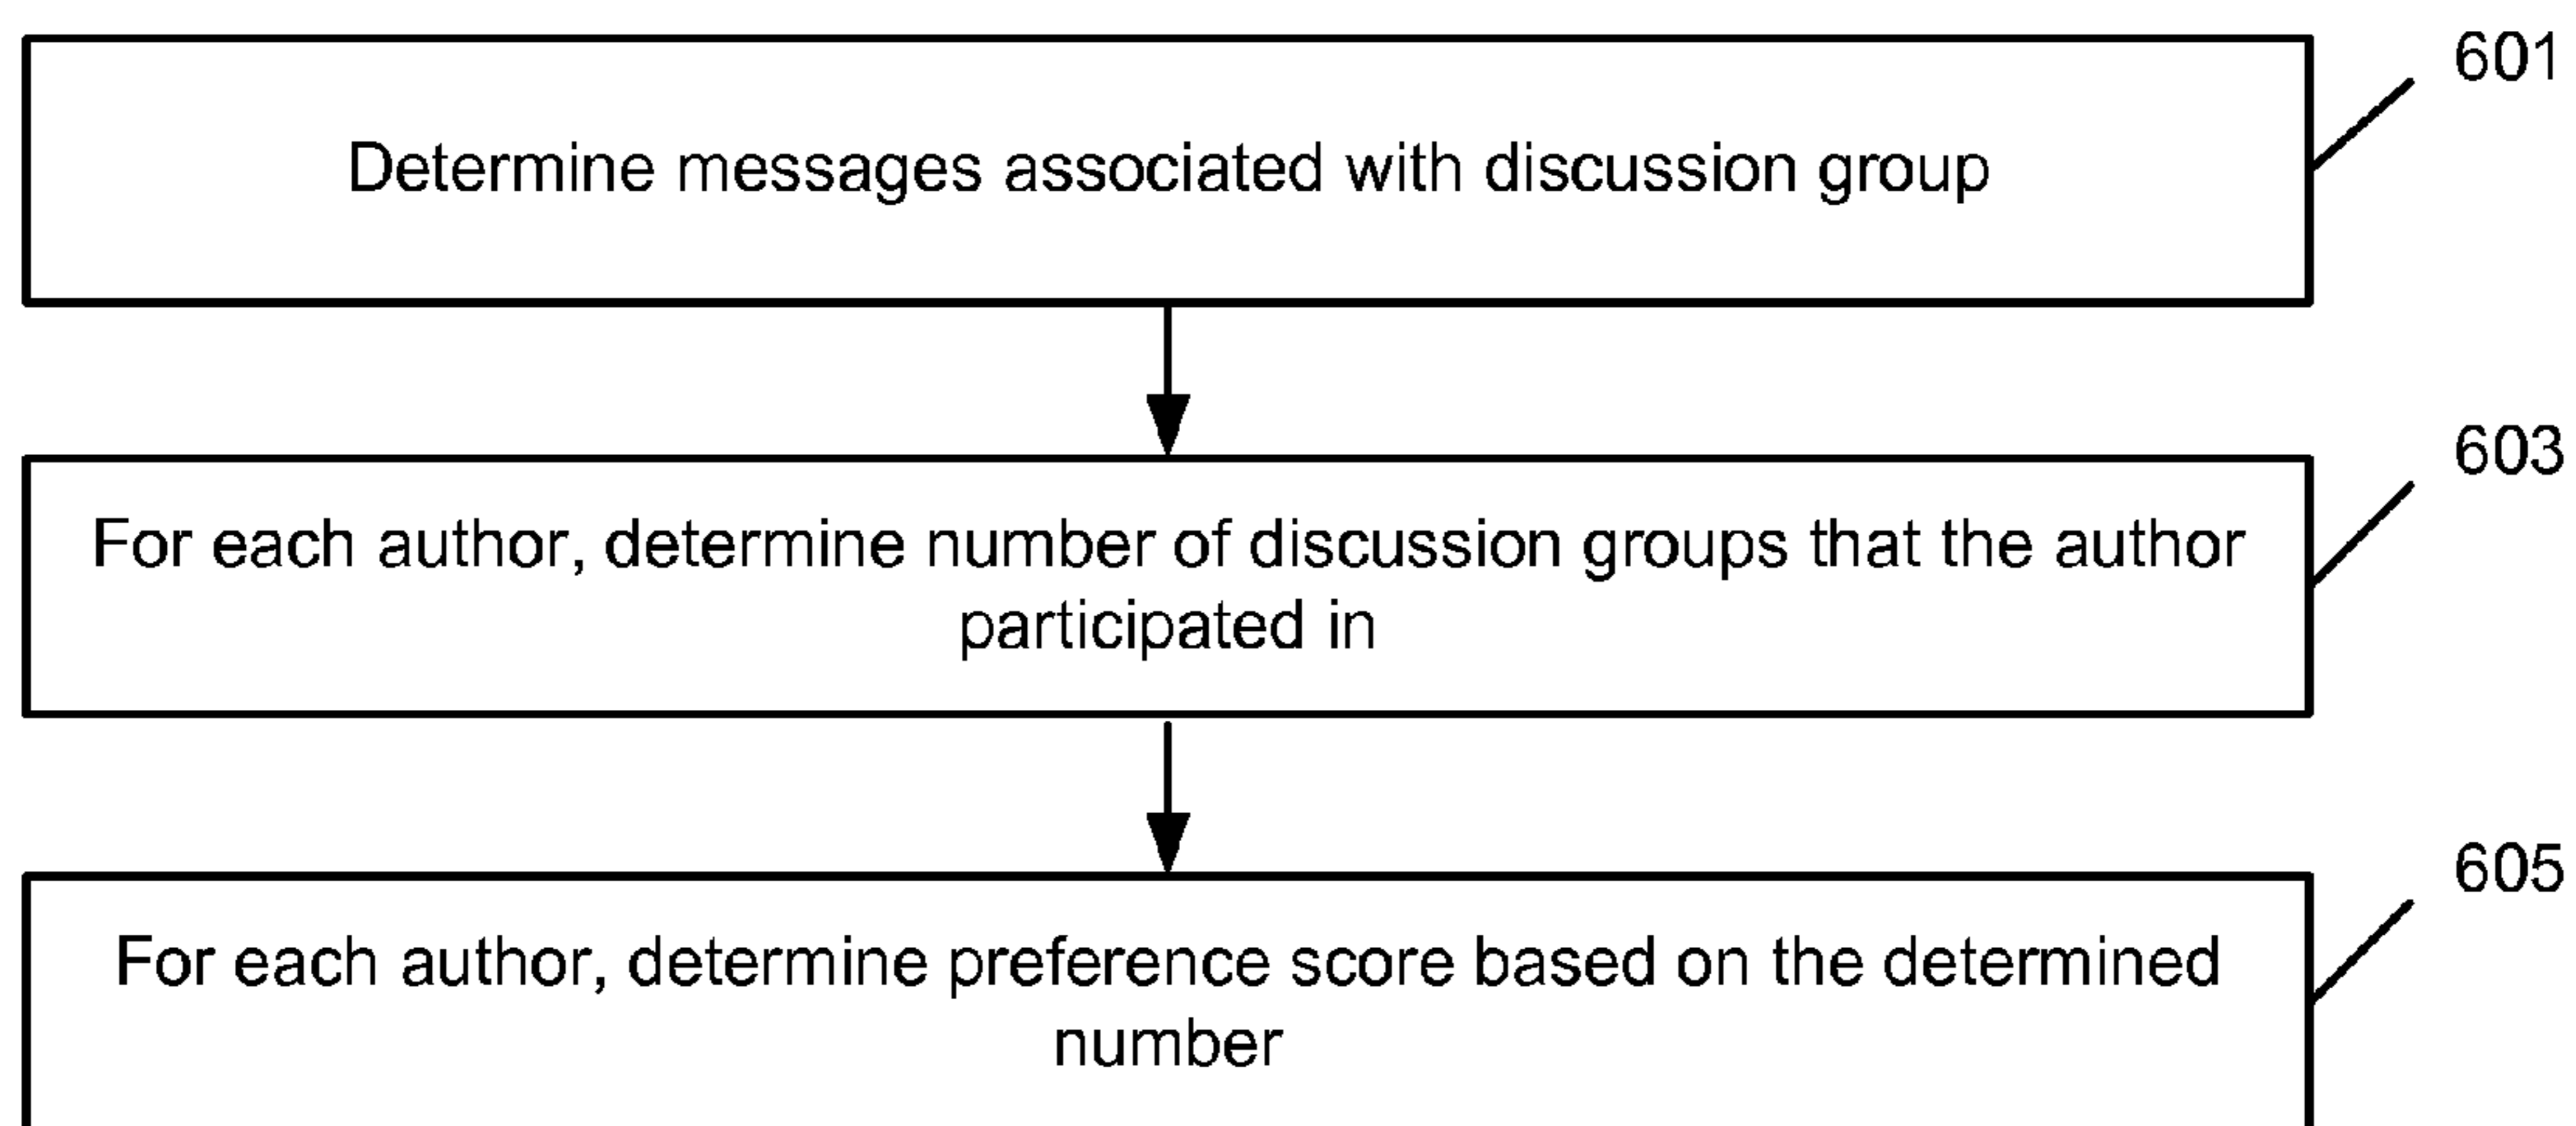 601
Determine messages associated with discussion group
603
For each author, determine number of discussion groups that the author
participated in
605
For each author, determine preference score based on the determined
number